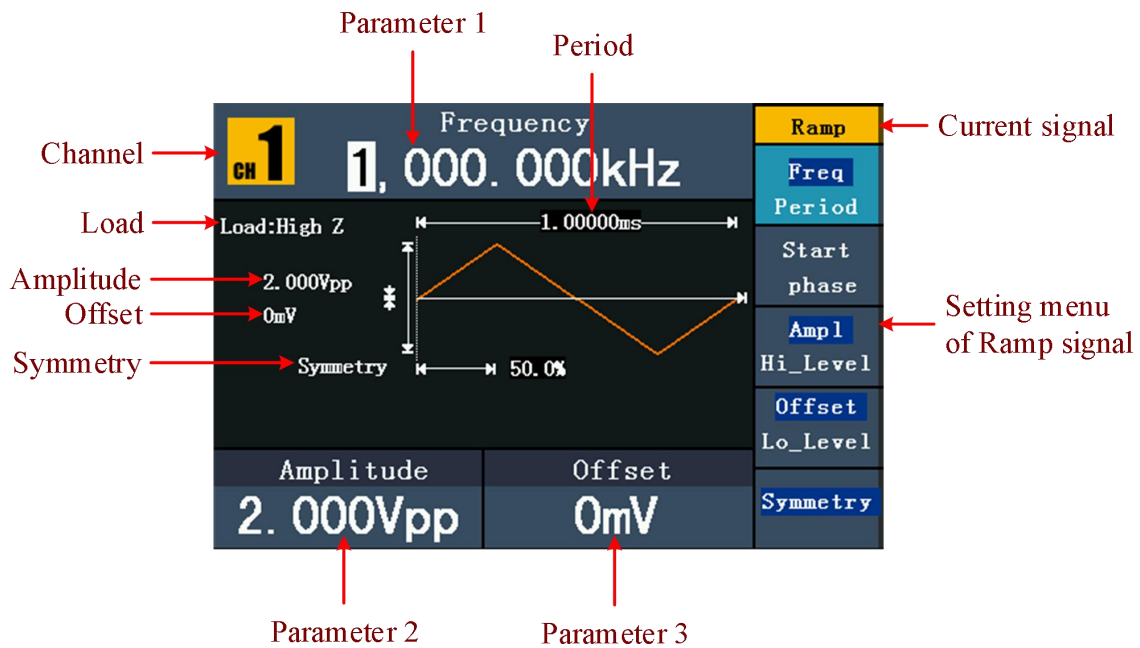 Parameter 1
Period
Channel
CH 1
Frequency
1, 000. 000kHz
Ramp
Current signal
Freq
Period
Load
Load:High Z
1. 00000ms
Start
phase
Amplitude
2. 000Vpp
Offset
0mV
Setting menu
of Ramp signal
Ampl
Hi_Level
Symmetry
Symmetry
50. 0%
Offset
Lo_Level
Symmetry
Amplitude
2. 000Vpp
Offset
0mV
Parameter 2
Parameter 3